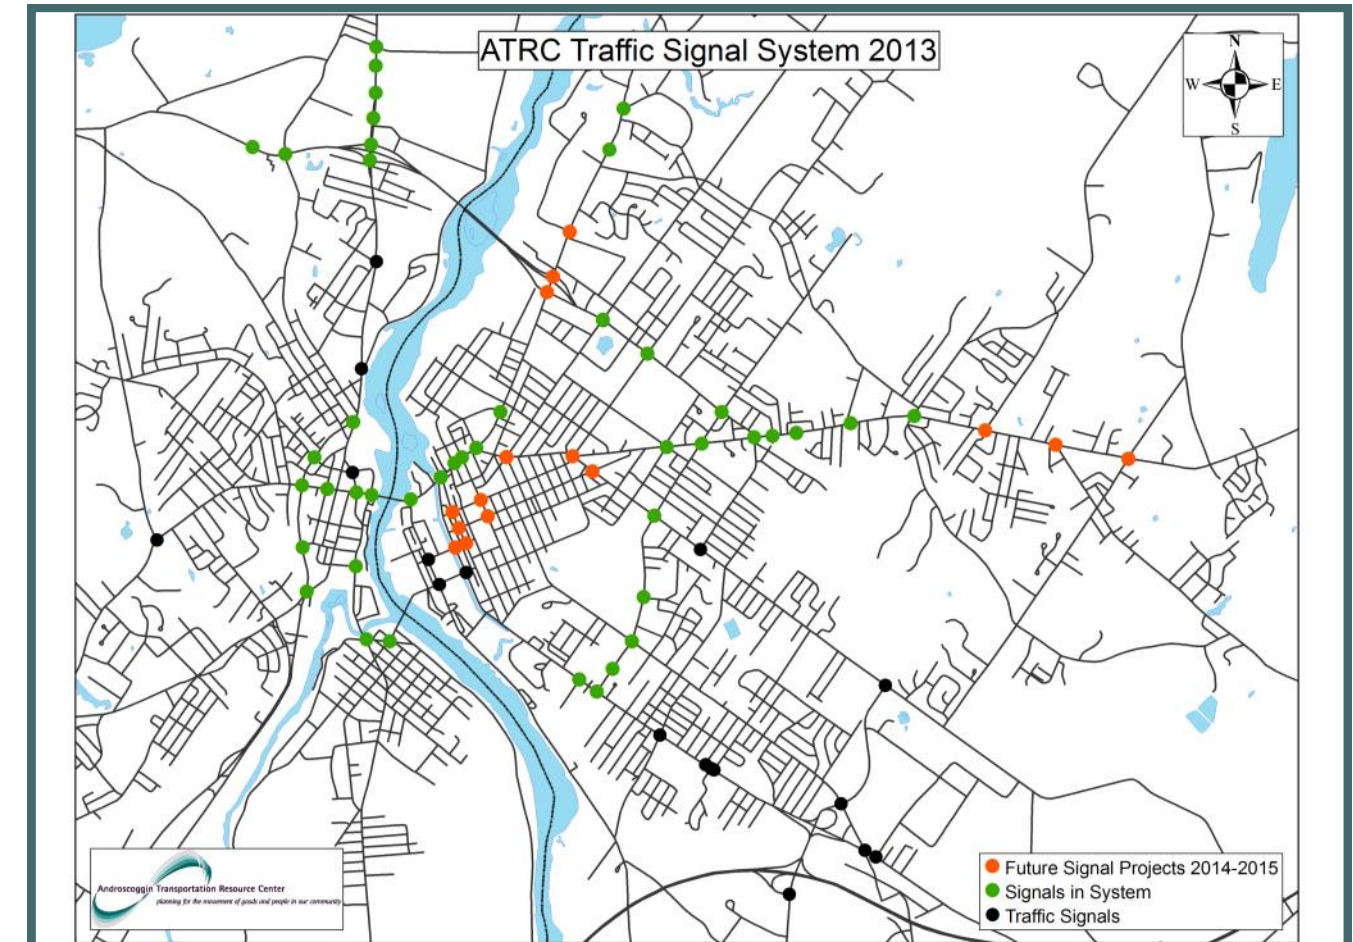 ATRC Traffic Signal System 2013
N
W E
S
Future Signal Projects 2014-2015
Signals in System
Traffic Signals
Androscoggin Transportation Resource Center
planning for the movement of goods and people in our community